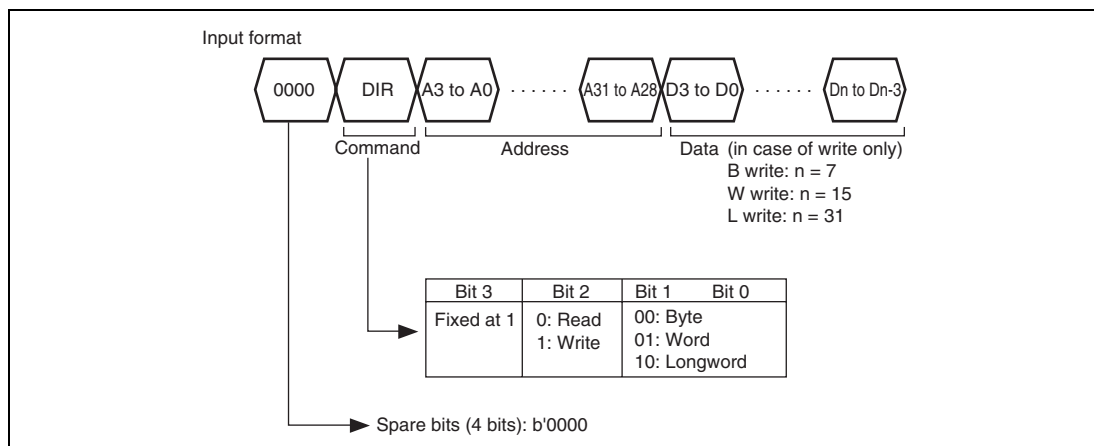 Input format
0000 DIR A3 to A0 ······ A31 to A28 D3 to D0 ······ Dn to Dn-3
Command Address Data (in case of write only)
B write: n = 7
W write: n = 15
L write: n = 31
Bit 3 Bit 2 Bit 1 Bit 0
Fixed at 1 0: Read 00: Byte
1: Write 01: Word
10: Longword
Spare bits (4 bits): b'0000